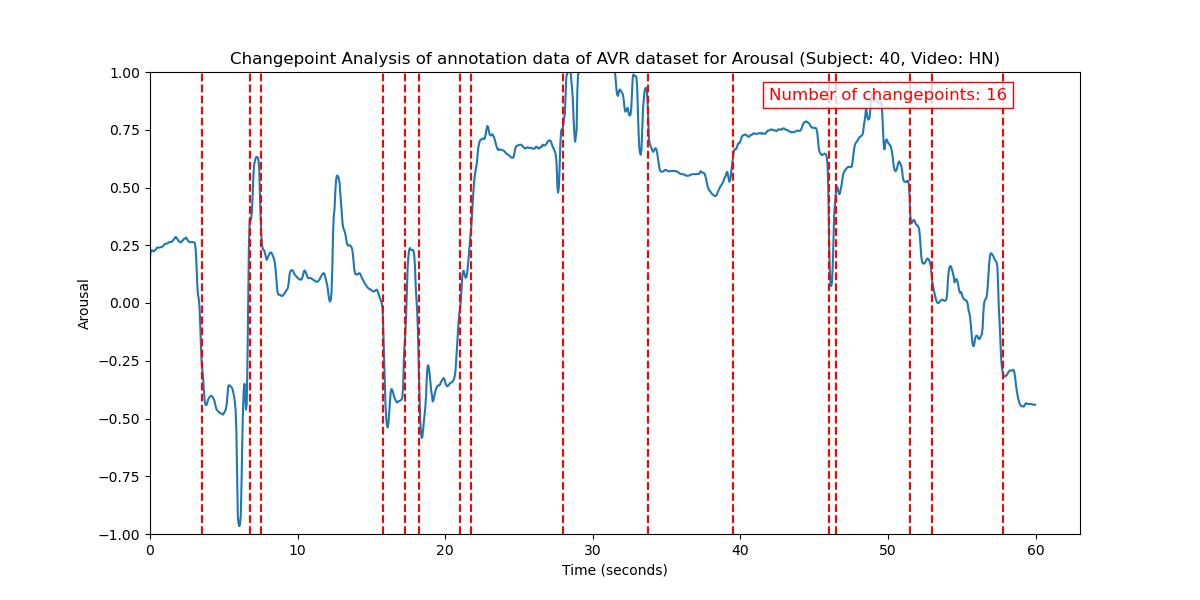 Changepoint Analysis of annotation data of AVR dataset for Arousal (Subject: 40, Video: HN)
Number of changepoints: 16
1.00
0.75
0.50
0.25
0.00
−0.25
−0.50
−0.75
−1.00
Arousal
0 10 20 30 40 50 60
Time (seconds)